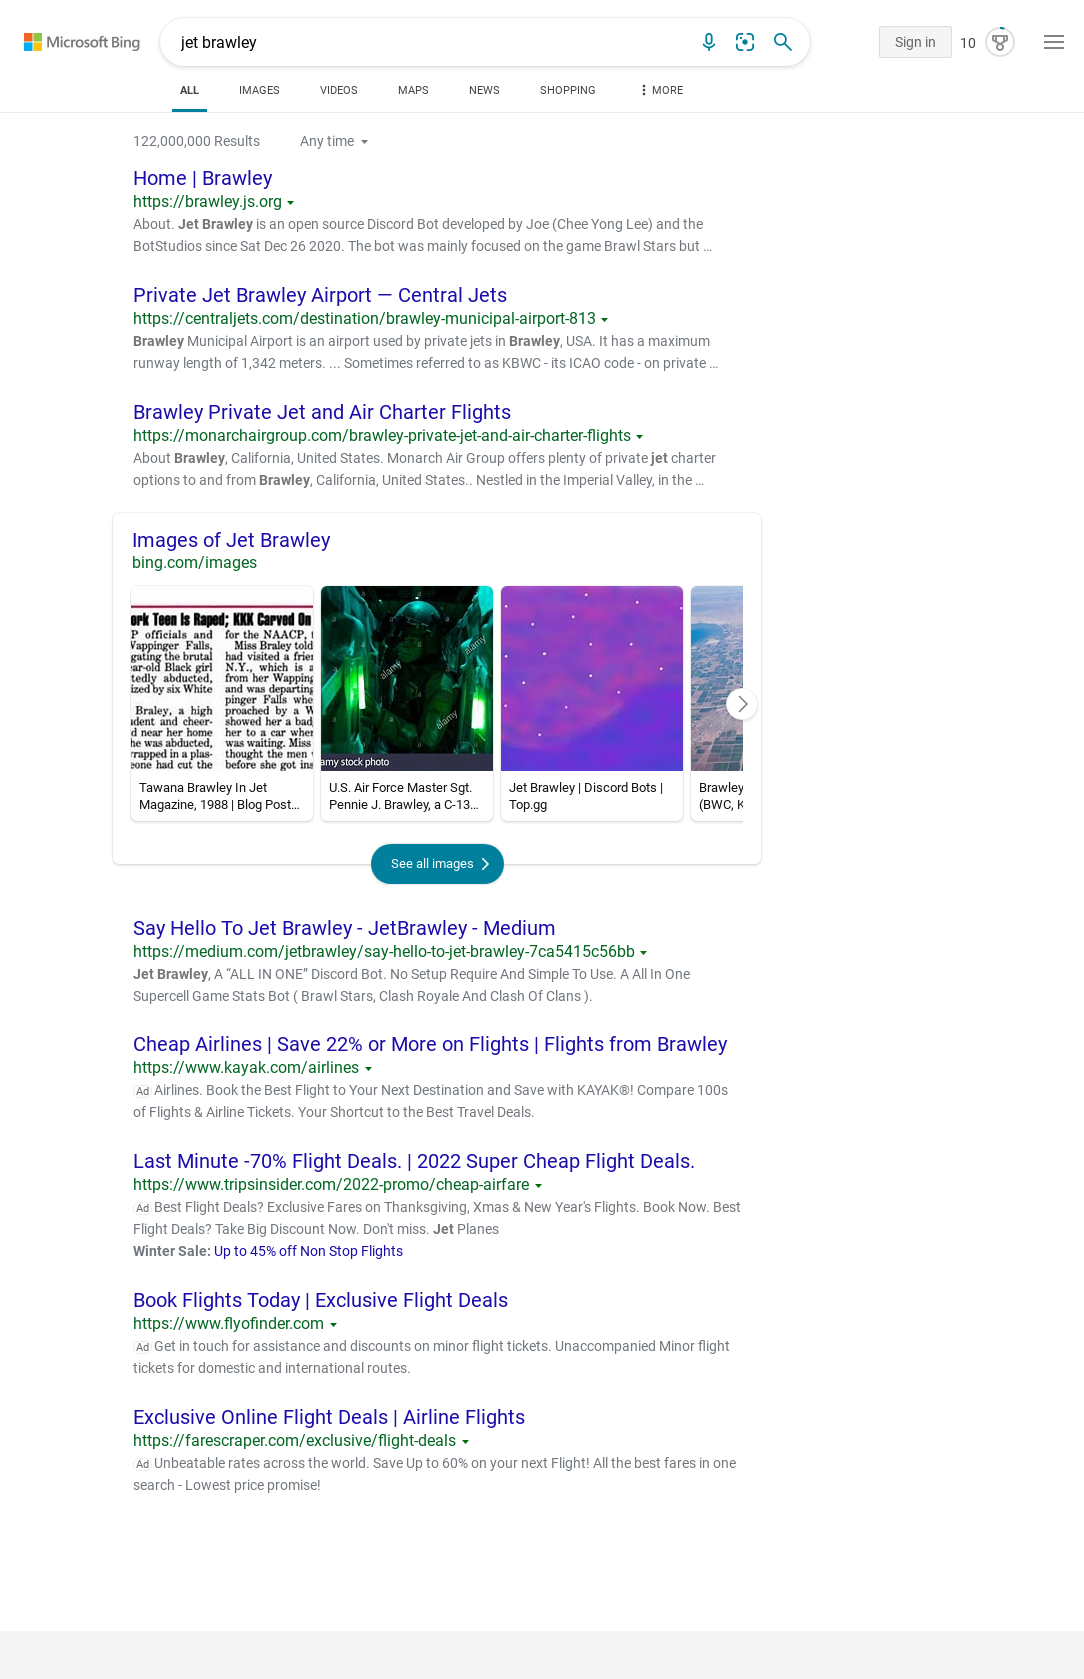 Microsoft Bing
jet brawley
Sign in
10
ALL
IMAGES
VIDEOS
MAPS
NEWS
SHOPPING
MORE
122,000,000 Results
Any time
Home | Brawley
https://brawley.js.org
About. Jet Brawley is an open source Discord Bot developed by Joe (Chee Yong Lee) and the
BotStudios since Sat Dec 26 2020. The bot was mainly focused on the game Brawl Stars but ...
Private Jet Brawley Airport — Central Jets
https://centraljets.com/destination/brawley-municipal-airport-813
Brawley Municipal Airport is an airport used by private jets in Brawley, USA. It has a maximum
runway length of 1,342 meters. ... Sometimes referred to as KBWC - its ICAO code - on private ...
Brawley Private Jet and Air Charter Flights
https://monarchairgroup.com/brawley-private-jet-and-air-charter-flights
About Brawley, California, United States. Monarch Air Group offers plenty of private jet charter
options to and from Brawley, California, United States.. Nestled in the Imperial Valley, in the ...
Images of Jet Brawley
bing.com/images
ork Teen Is Raped; KKK Carved On
P officials and
Wappinger Falls,
gating the brutal
ear-old Black girl
tedly abducted,
ized by six White
Braley, a high
udent and cheer-
d near her home
he was abducted,
wrapped in a plas-
eone had cut the
for the NAACP, f
Miss Braley told
had visited a frien
N.Y., which is a
from her Wapping
and was departing
pinger Falls whe
proached by a W
showed her a bad
her to a car wher
was waiting. Miss
thought the men w
before she got ins
alamy
alamy
alamy
amy stock photo
Tawana Brawley In Jet
Magazine, 1988 | Blog Post...
U.S. Air Force Master Sgt.
Pennie J. Brawley, a C-13...
Jet Brawley | Discord Bots |
Top.gg
Brawley
(BWC, K
See all images
Say Hello To Jet Brawley - JetBrawley - Medium
https://medium.com/jetbrawley/say-hello-to-jet-brawley-7ca5415c56bb
Jet Brawley, A “ALL IN ONE” Discord Bot. No Setup Require And Simple To Use. A All In One
Supercell Game Stats Bot ( Brawl Stars, Clash Royale And Clash Of Clans ).
Cheap Airlines | Save 22% or More on Flights | Flights from Brawley
https://www.kayak.com/airlines
Ad Airlines. Book the Best Flight to Your Next Destination and Save with KAYAK®! Compare 100s
of Flights & Airline Tickets. Your Shortcut to the Best Travel Deals.
Last Minute -70% Flight Deals. | 2022 Super Cheap Flight Deals.
https://www.tripsinsider.com/2022-promo/cheap-airfare
Ad Best Flight Deals? Exclusive Fares on Thanksgiving, Xmas & New Year's Flights. Book Now. Best
Flight Deals? Take Big Discount Now. Don't miss. Jet Planes
Winter Sale: Up to 45% off Non Stop Flights
Book Flights Today | Exclusive Flight Deals
https://www.flyofinder.com
Ad Get in touch for assistance and discounts on minor flight tickets. Unaccompanied Minor flight
tickets for domestic and international routes.
Exclusive Online Flight Deals | Airline Flights
https://farescraper.com/exclusive/flight-deals
Ad Unbeatable rates across the world. Save Up to 60% on your next Flight! All the best fares in one
search - Lowest price promise!